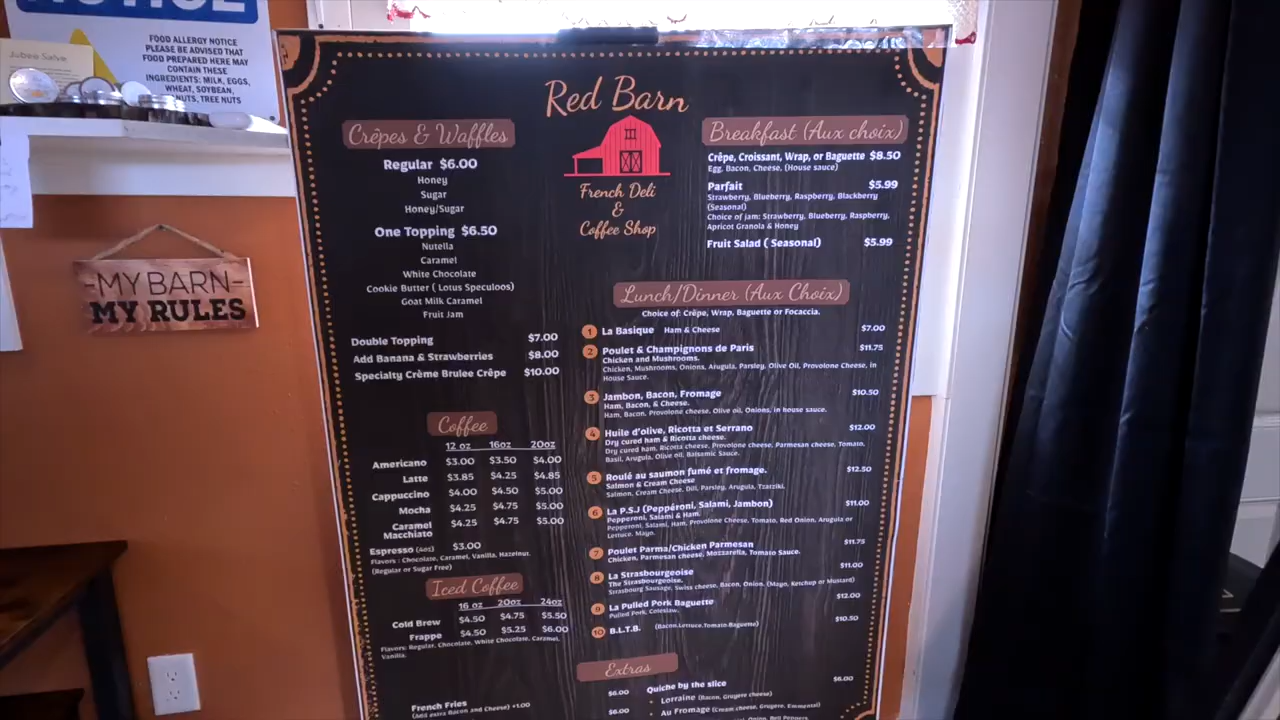 NOTICE
Jubea Salve
FOOD ALLERGY NOTICE
PLEASE BE ADVISED THAT
FOOD PREPARED HERE MAY
CONTAIN THESE
INGREDIENTS: MILK, EGGS,
WHEAT, SOYBEAN,
NUTS, TREE NUTS
-MY BARN-
MY RULES
Red Barn
French Deli
&
Coffee Shop
Crêpes & Waffles
Regular $6.00
Honey
Sugar
Honey/Sugar
One Topping $6.50
Nutella
Caramel
White Chocolate
Cookie Butter ( Lotus Speculoos)
Goat Milk Caramel
Fruit Jam
Double Topping $7.00
Add Banana & Strawberries $8.00
Specialty Crème Brulee Crêpe $10.00
Coffee
12 oz 16oz 20oz
Americano $3.00 $3.50 $4.00
Latte $3.85 $4.25 $4.85
Cappuccino $4.00 $4.50 $5.00
Mocha $4.25 $4.75 $5.00
Caramel
Macchiato $4.25 $4.75 $5.00
Espresso (4oz) $3.00
Flavors : Chocolate, Caramel, Vanilla, Hazelnut.
(Regular or Sugar Free)
Iced Coffee
16 oz 20oz 24oz
Cold Brew $4.50 $4.75 $5.50
Frappe $4.50 $5.25 $6.00
Flavors: Regular, Chocolate, White Chocolate, Caramel,
Vanilla.
Breakfast (Aux choix)
Crêpe, Croissant, Wrap, or Baguette $8.50
Egg, Bacon, Cheese, (House sauce)
Parfait $5.99
Strawberry, Blueberry, Raspberry, Blackberry
(Seasonal)
Choice of jam: Strawberry, Blueberry, Raspberry,
Apricot Granola & Honey
Fruit Salad ( Seasonal) $5.99
Lunch/Dinner (Aux Choix)
Choice of: Crêpe, Wrap, Baguette or Focaccia.
1 La Basique Ham & Cheese $7.00
2 Poulet & Champignons de Paris $11.75
Chicken and Mushrooms.
Chicken, Mushrooms, Onions, Arugula, Parsley, Olive Oil, Provolone Cheese, in
House Sauce.
3 Jambon, Bacon, Fromage $10.50
Ham, Bacon, & Cheese.
Ham, Bacon, Provolone cheese, Olive oil, Onions, in house sauce.
4 Huile d'olive, Ricotta et Serrano $12.00
Dry cured ham & Ricotta cheese.
Dry cured ham, Ricotta cheese, Provolone cheese, Parmesan cheese, Tomato,
Basil, Arugula, Olive oil, Balsamic Sauce.
5 Roulé au saumon fumé et fromage. $12.50
Salmon & Cream Cheese
Salmon, Cream Cheese, Dill, Parsley, Arugula, Tzatziki.
6 La P.S.J (Peppéroni, Salami, Jambon) $11.00
Pepperoni, Salami & Ham.
Pepperoni, Salami, Ham, Provolone Cheese, Tomato, Red Onion, Arugula or
Lettuce, Mayo.
7 Poulet Parma/Chicken Parmesan $11.75
Chicken, Parmesan cheese, Mozzarella, Tomato Sauce.
8 La Strasbourgeoise $11.00
The Strasbourgeoise.
Strasbourg Sausage, Swiss cheese, Bacon, Onion, (Mayo, Ketchup or Mustard)
9 La Pulled Pork Baguette $12.00
Pulled Pork, Coleslaw.
10 B.L.T.B. (Bacon,Lettuce,Tomato,Baguette) $10.50
Extras
French Fries $6.00
(Add extra Bacon and Cheese) +1.00
$6.00
Quiche by the slice $6.00
• Lorraine (Bacon, Gruyere cheese)
• Au Fromage (Cream cheese, Gruyere, Emmental)
Onion, Bell Peppers,